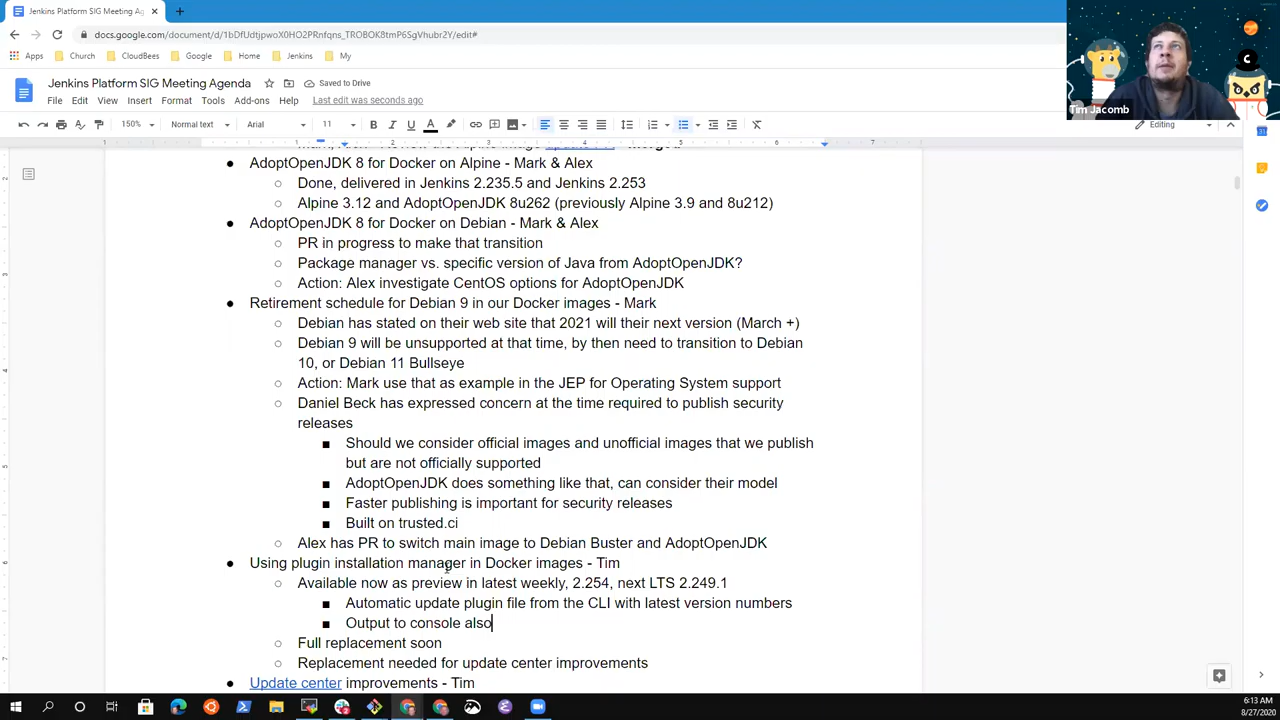 Jenkins Platform SIG Meeting Ag
docs.google.com/document/d/1bDfUdtjpwoX0HO2PRnfqns_TROBOK8tmP6SgVhubr2Y/edit#
Apps Church CloudBees Google Home Jenkins My
Jenkins Platform SIG Meeting Agenda Saved to Drive
File Edit View Insert Format Tools Add-ons Help Last edit was seconds ago
Tim Jacomb
150% Normal text Arial 11 Editing
1 2 3 4 5 6 7
AdoptOpenJDK 8 for Docker on Alpine - Mark & Alex
Done, delivered in Jenkins 2.235.5 and Jenkins 2.253
Alpine 3.12 and AdoptOpenJDK 8u262 (previously Alpine 3.9 and 8u212)
AdoptOpenJDK 8 for Docker on Debian - Mark & Alex
PR in progress to make that transition
Package manager vs. specific version of Java from AdoptOpenJDK?
Action: Alex investigate CentOS options for AdoptOpenJDK
Retirement schedule for Debian 9 in our Docker images - Mark
Debian has stated on their web site that 2021 will their next version (March +)
Debian 9 will be unsupported at that time, by then need to transition to Debian
10, or Debian 11 Bullseye
Action: Mark use that as example in the JEP for Operating System support
Daniel Beck has expressed concern at the time required to publish security
releases
Should we consider official images and unofficial images that we publish
but are not officially supported
AdoptOpenJDK does something like that, can consider their model
Faster publishing is important for security releases
Built on trusted.ci
Alex has PR to switch main image to Debian Buster and AdoptOpenJDK
Using plugin installation manager in Docker images - Tim
Available now as preview in latest weekly, 2.254, next LTS 2.249.1
Automatic update plugin file from the CLI with latest version numbers
Output to console also
Full replacement soon
Replacement needed for update center improvements
Update center improvements - Tim
6:13 AM
8/27/2020